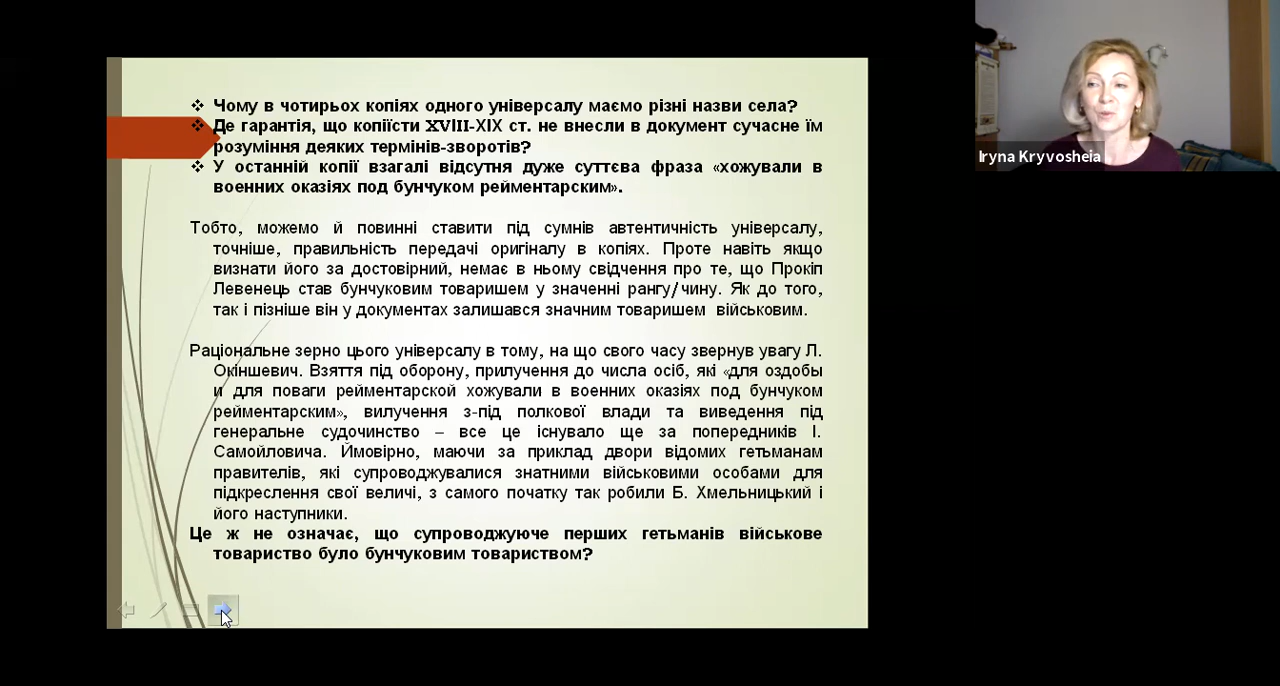 ❖ Чому в чотирьох копіях одного універсалу маємо різні назви села?
❖ Де гарантія, що копіїсти XVIII-XIX ст. не внесли в документ сучасне їм
розуміння деяких термінів-зворотів?
❖ У останній копії взагалі відсутня дуже суттєва фраза «хожували в
военних оказіях под бунчуком рейментарским».
Тобто, можемо й повинні ставити під сумнів автентичність універсалу,
точніше, правильність передачі оригіналу в копіях. Проте навіть якщо
визнати його за достовірний, немає в ньому свідчення про те, що Прокіп
Левенець став бунчуковим товаришем у значенні рангу/чину. Як до того,
так і пізніше він у документах залишався значним товаришем військовим.
Раціональне зерно цього універсалу в тому, на що свого часу звернув увагу Л.
Окіншевич. Взяття під оборону, прилучення до числа осіб, які «для оздобы
и для поваги рейментарской хожували в военних оказіях под бунчуком
рейментарским», вилучення з-під полкової влади та виведення під
генеральне судочинство – все це існувало ще за попередників І.
Самойловича. Ймовірно, маючи за приклад двори відомих гетьманам
правителів, які супроводжувалися знатними військовими особами для
підкреслення свої величі, з самого початку так робили Б. Хмельницький і
його наступники.
Це ж не означає, що супроводжуюче перших гетьманів військове
товариство було бунчуковим товариством?
Iryna Kryvosheia